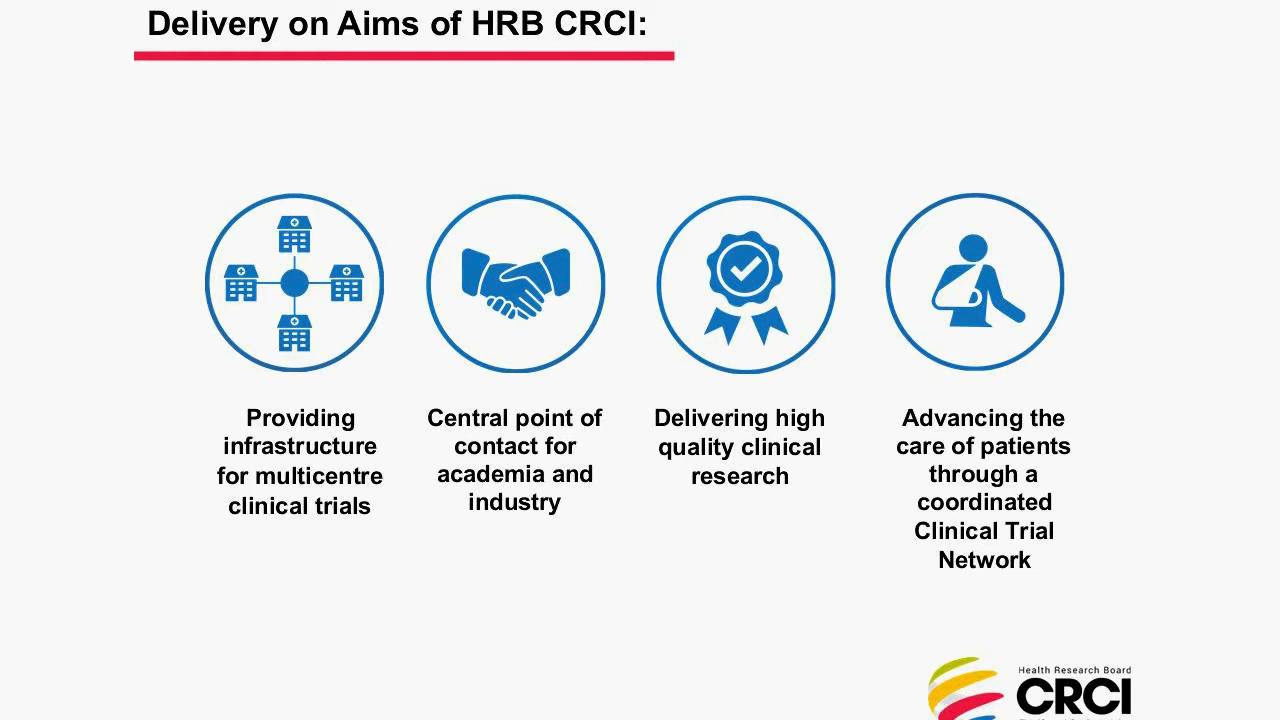 Delivery on Aims of HRB CRCI:
Providing
infrastructure
for multicentre
clinical trials
Central point of
contact for
academia and
industry
Delivering high
quality clinical
research
Advancing the
care of patients
through a
coordinated
Clinical Trial
Network
Health Research Board
CRCI